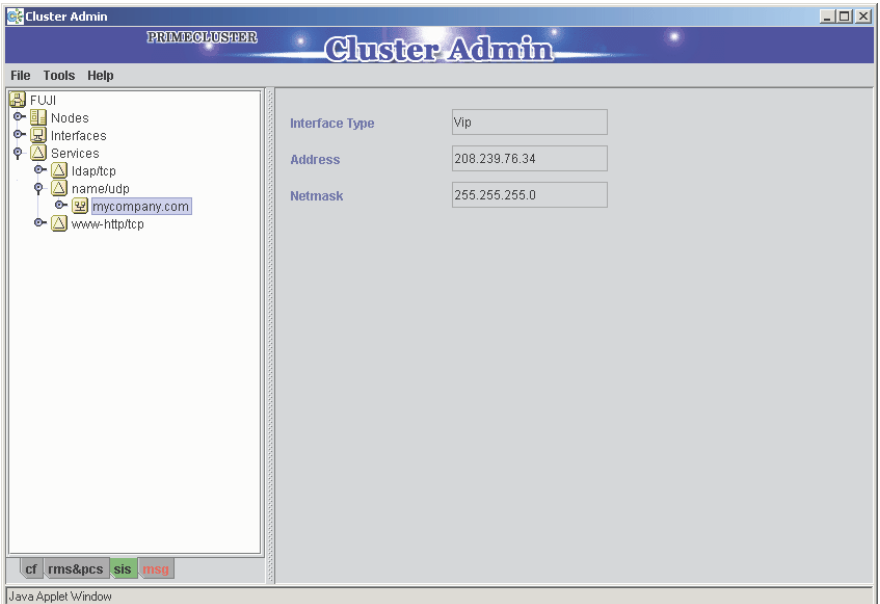 Cluster Admin
PRIMECLUSTER
Cluster Admin
File Tools Help
FUJI
Nodes
Interfaces
Services
ldap/tcp
name/udp
mycompany.com
www-http/tcp
Interface Type Vip
Address 208.239.76.34
Netmask 255.255.255.0
cf rms&pcs sis msg
Java Applet Window